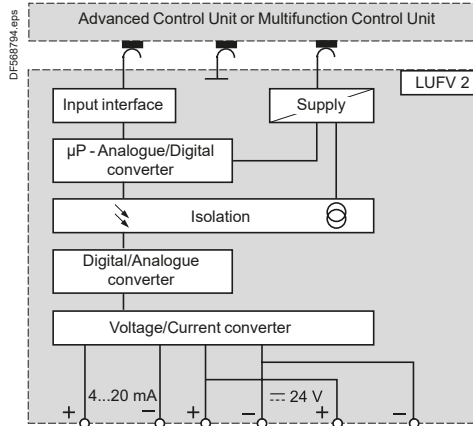 Advanced Control Unit or Multifunction Control Unit
DF568794.eps
LUFV 2
Input interface
Supply
µP - Analogue/Digital
converter
Isolation
Digital/Analogue
converter
Voltage/Current converter
4...20 mA
24 V
+ – + – + –